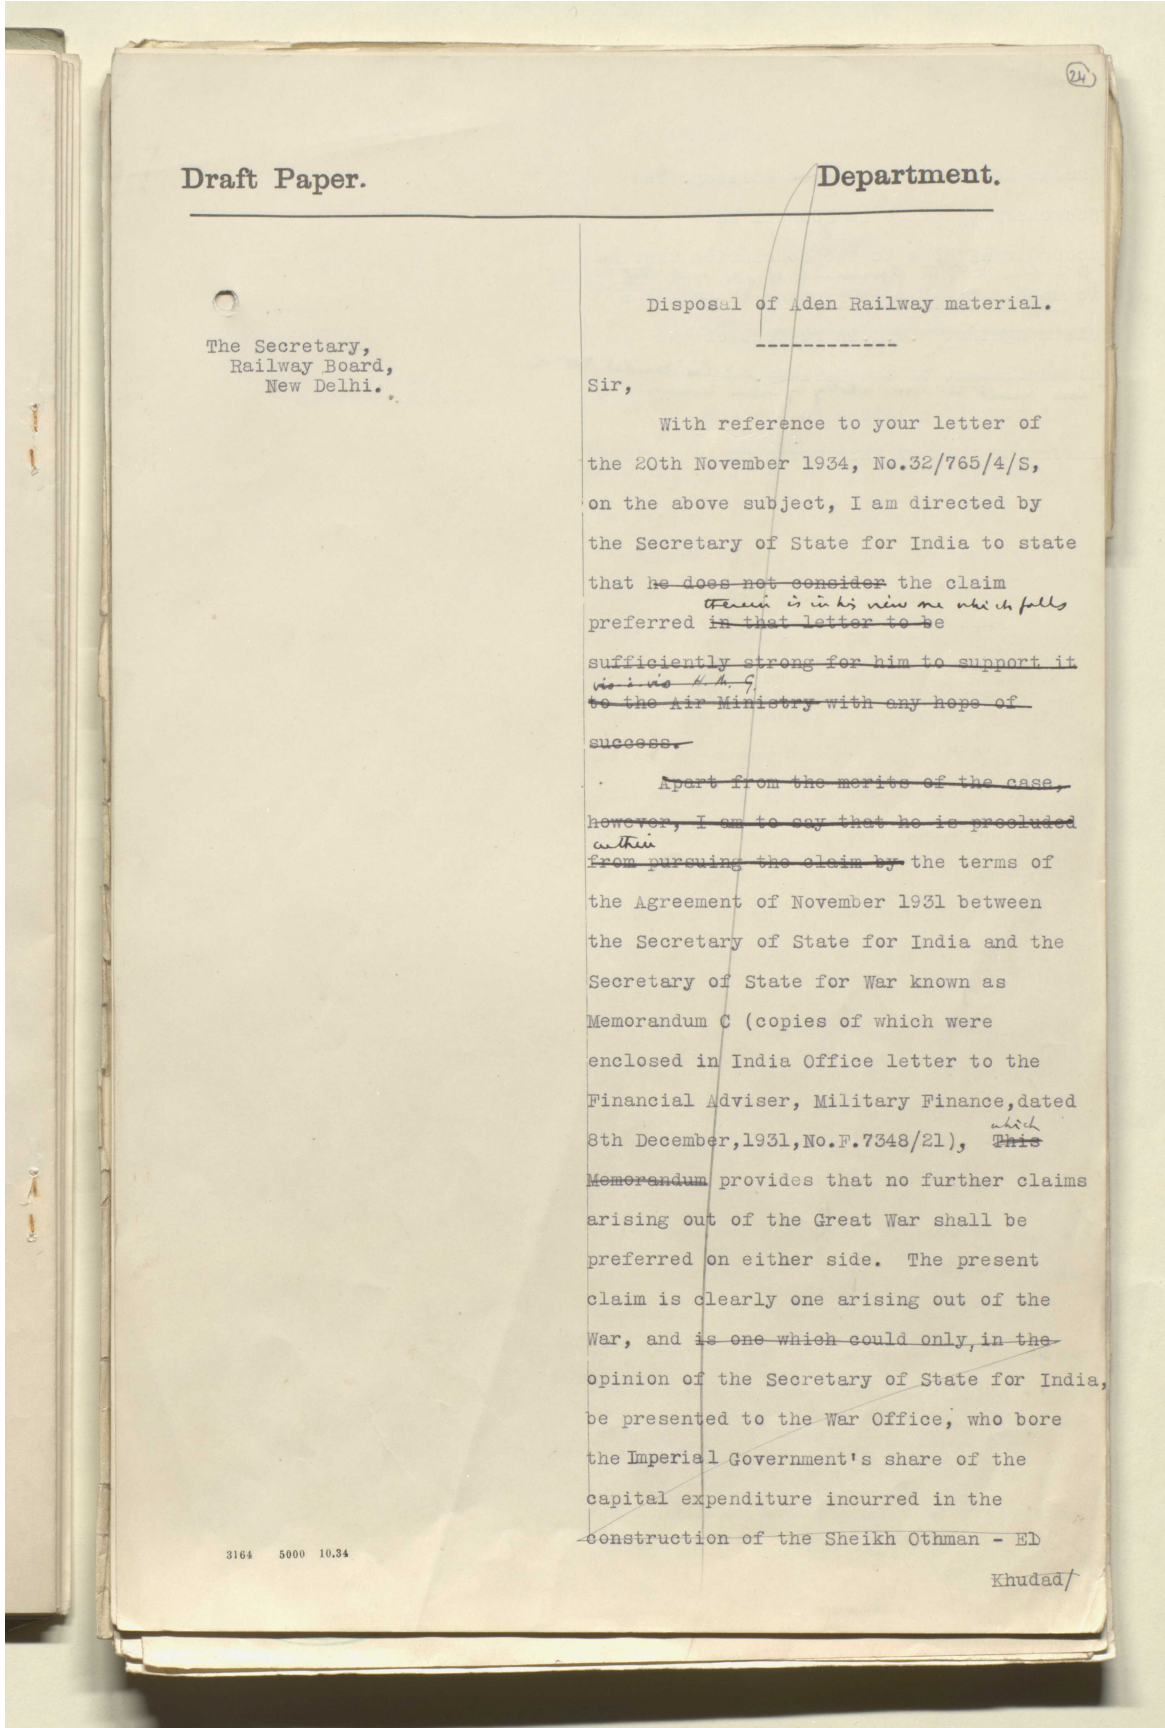 24
Draft Paper.
Department.
Disposal of Aden Railway material.
The Secretary,
Railway Board,
New Delhi.
Sir,
With reference to your letter of
the 20th November 1934, No.32/765/4/S,
on the above subject, I am directed by
the Secretary of State for India to state
that he does not consider the claim
therein is in his view one which falls
preferred in that letter to be
sufficiently strong for him to support it
vis-à-vis H.M.G.
to the Air Ministry with any hope of
success.
Apart from the merits of the case,
however, I am to say that he is precluded
within
from pursuing the claim by the terms of
the Agreement of November 1931 between
the Secretary of State for India and the
Secretary of State for War known as
Memorandum C (copies of which were
enclosed in India Office letter to the
Financial Adviser, Military Finance,dated
which
8th December,1931,No.F.7348/21), This
Memorandum provides that no further claims
arising out of the Great War shall be
preferred on either side. The present
claim is clearly one arising out of the
War, and is one which could only, in the
opinion of the Secretary of State for India,
be presented to the War Office, who bore
the Imperial Government's share of the
capital expenditure incurred in the
construction of the Sheikh Othman - El
Khudad/
3164 5000 10.34